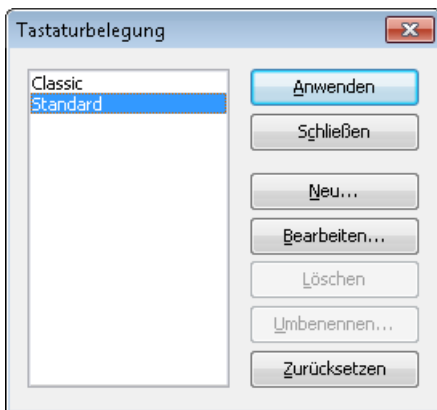 Tastaturbelegung
Classic
Standard
Anwenden
Schließen
Neu...
Bearbeiten...
Löschen
Umbenennen...
Zurücksetzen